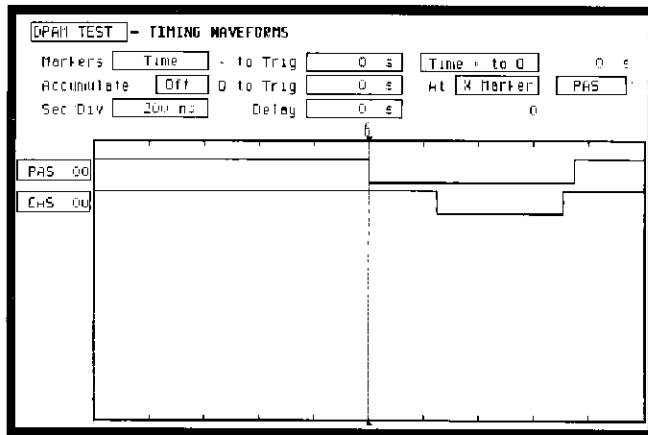 DRAM TEST - TIMING WAVEFORMS
Markers Time X to Trig 0 s Time X to O 0 s
Accumulate Off O to Trig 0 s At X Marker RAS
Sec/Div 200 ns Delay 0 s 0
RAS 00
CAS 00